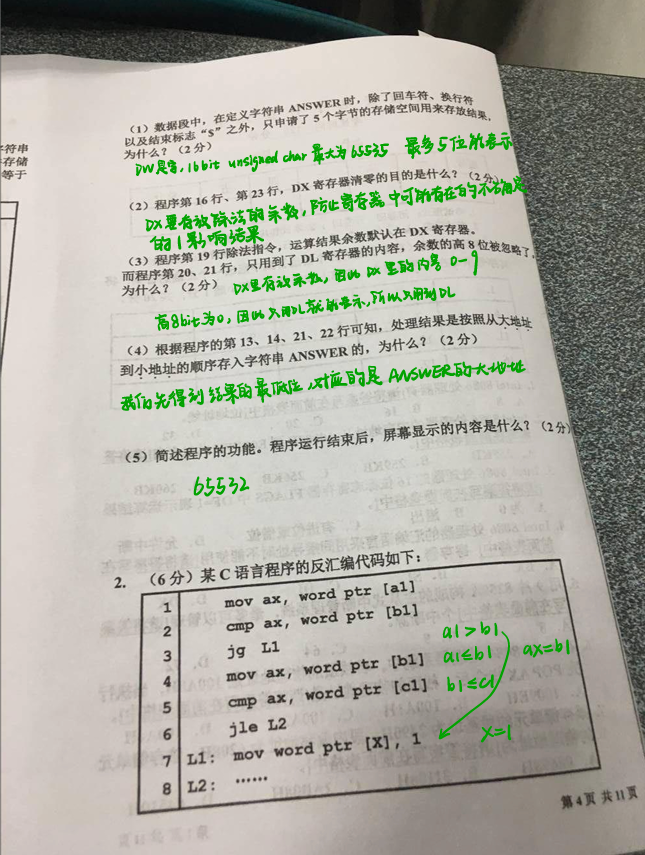 符串
存储
等于
（1）数据段中，在定义字符串 ANSWER 时，除了回车符、换行符
以及结束标志“$”之外，只申请了 5 个字节的存储空间用来存放结果，
为什么？（2 分）
DW是字，16bit unsigned char 最大为65535 最多5位能表示
（2）程序第 16 行、第 23 行，DX 寄存器清零的目的是什么？（2 分）
DX里存放除法的余数，防止寄存器中可能存在的不确定
的1影响结果
（3）程序第 19 行除法指令，运算结果余数默认在 DX 寄存器。
而程序第 20、21 行，只用到了 DL 寄存器的内容，余数的高 8 位被忽略了，
为什么？（2 分） DX里存放余数，因此DX里的内容 0-9
高8bit为0，因此只用DL就能表示，所以只用到DL
（4）根据程序的第 13、14、21、22 行可知，处理结果是按照从大地址
到小地址的顺序存入字符串 ANSWER 的，为什么？（2 分）
我们先得到结果的最低位，对应的是 ANSWER的大地址
（5）简述程序的功能。程序运行结束后，屏幕显示的内容是什么？（2 分）
65532
2. （6 分）某 C 语言程序的反汇编代码如下：
1 mov ax, word ptr [a1]
2 cmp ax, word ptr [b1]
3 jg L1 a1>b1
4 mov ax, word ptr [b1] a1≤b1 ax=b1
5 cmp ax, word ptr [c1] b1≤c1
6 jle L2
7 L1: mov word ptr [X], 1 X=1
8 L2: ……
第 4 页 共 11 页